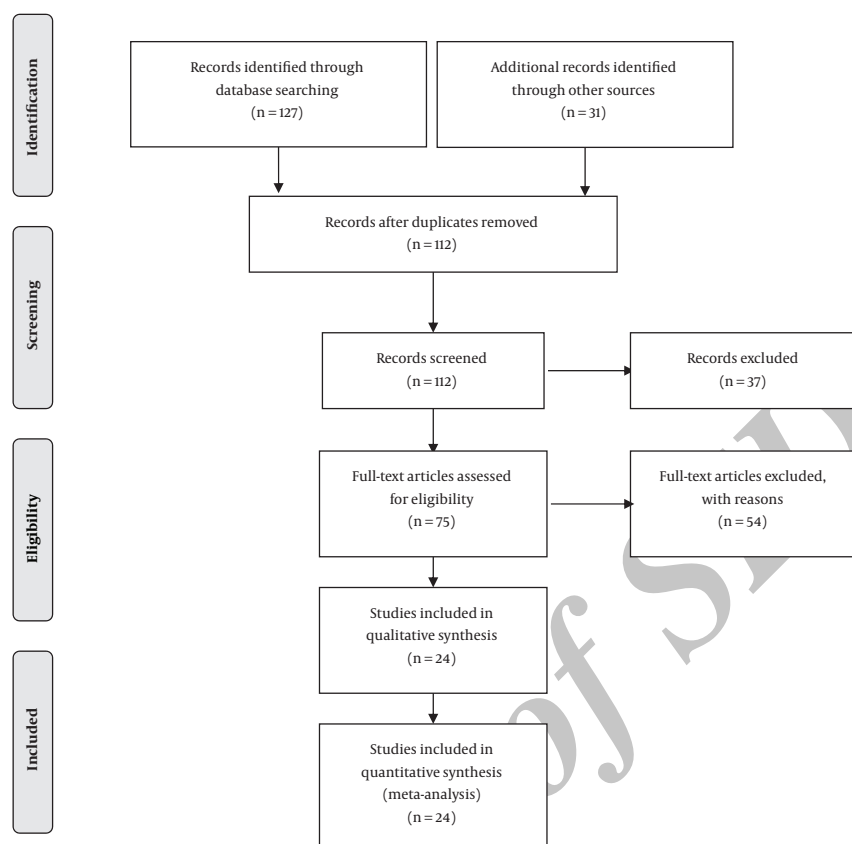 Identification
Records identified through
database searching
(n = 127)
Additional records identified
through other sources
(n = 31)
Records after duplicates removed
(n = 112)
Screening
Records screened
(n = 112)
Records excluded
(n = 37)
Eligibility
Full-text articles assessed
for eligibility
(n = 75)
Full-text articles excluded,
with reasons
(n = 54)
Studies included in
qualitative synthesis
(n = 24)
Included
Studies included in
quantitative synthesis
(meta-analysis)
(n = 24)
of